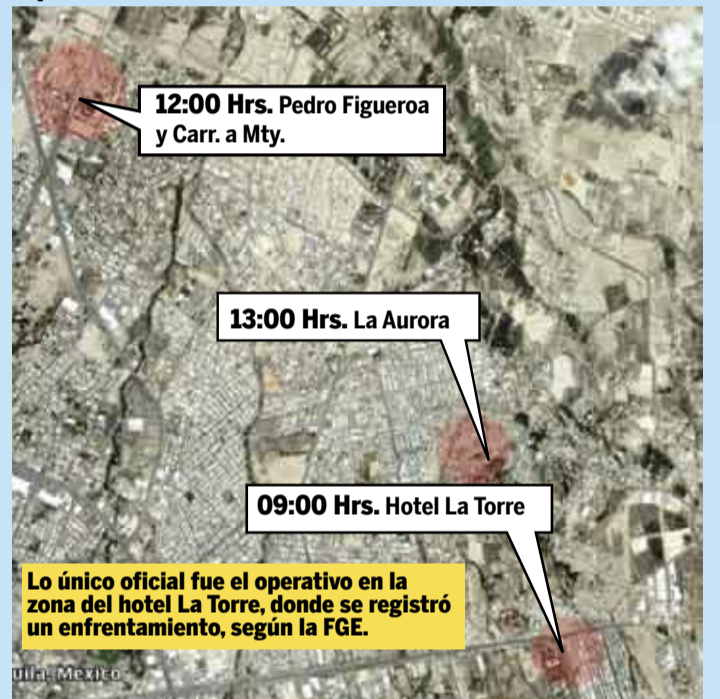 12:00 Hrs. Pedro Figueroa
y Carr. a Mty.
13:00 Hrs. La Aurora
09:00 Hrs. Hotel La Torre
Lo único oficial fue el operativo en la
zona del hotel La Torre, donde se registró
un enfrentamiento, según la FGE.
uila, México